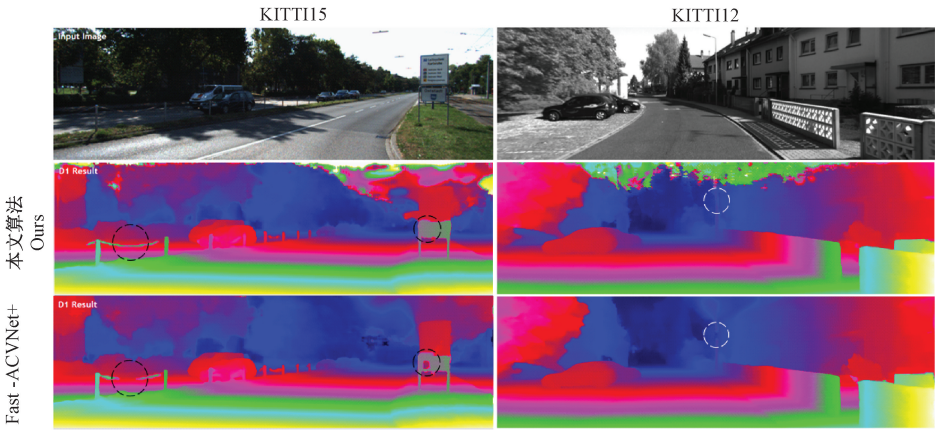 KITTI15
KITTI12
Input Image
本文算法
Ours
D1 Result
Fast -ACVNet+
D1 Result